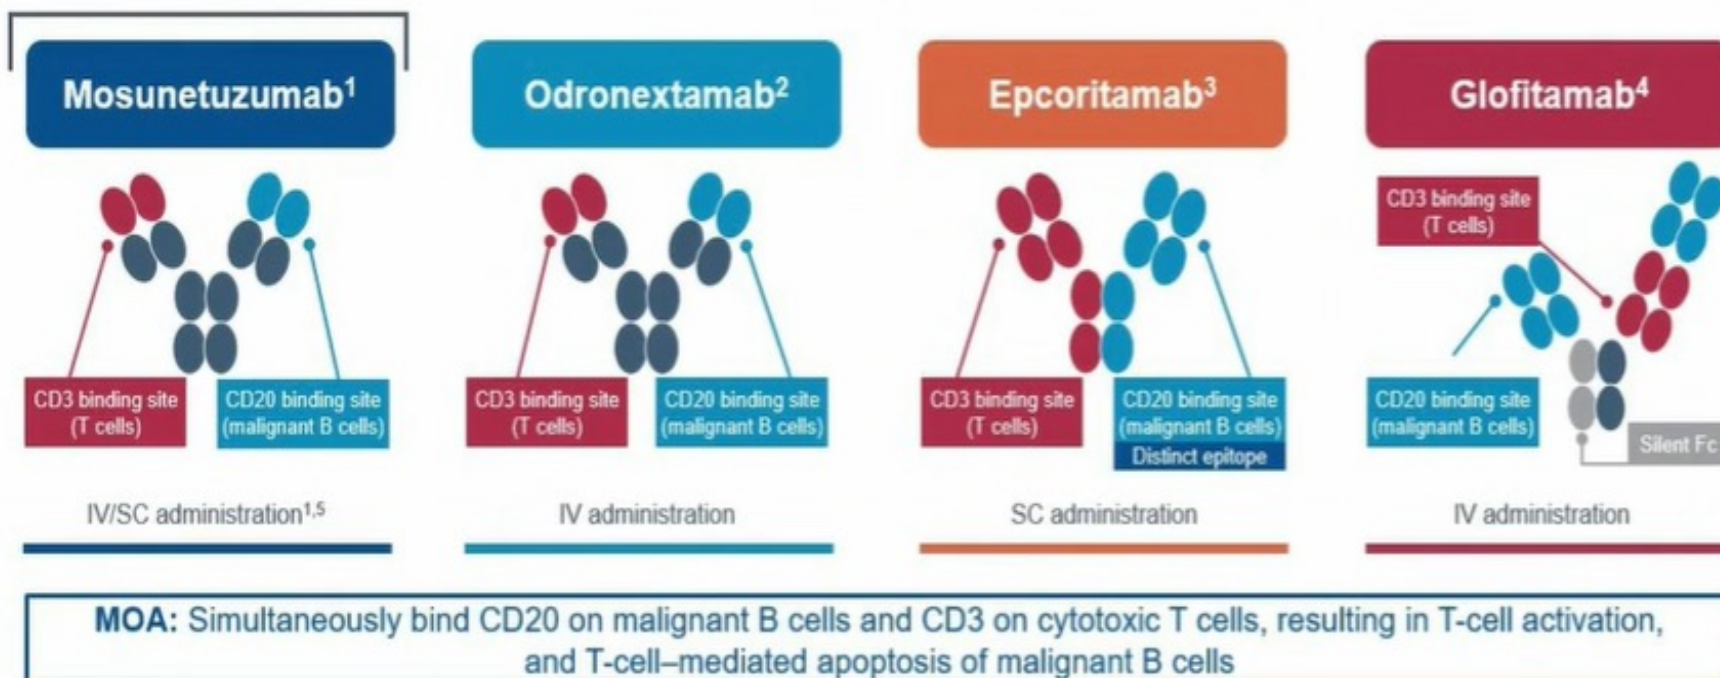 Mosunetuzumab¹
Odronextamab²
Epcoritamab³
Glofitamab⁴
CD3 binding site
(T cells)
CD20 binding site
(malignant B cells)
CD3 binding site
(T cells)
CD20 binding site
(malignant B cells)
CD3 binding site
(T cells)
CD20 binding site
(malignant B cells)
Distinct epitope
CD3 binding site
(T cells)
CD20 binding site
(malignant B cells)
Silent Fc
IV/SC administration¹,⁵
IV administration
SC administration
IV administration
MOA: Simultaneously bind CD20 on malignant B cells and CD3 on cytotoxic T cells, resulting in T-cell activation,
and T-cell–mediated apoptosis of malignant B cells